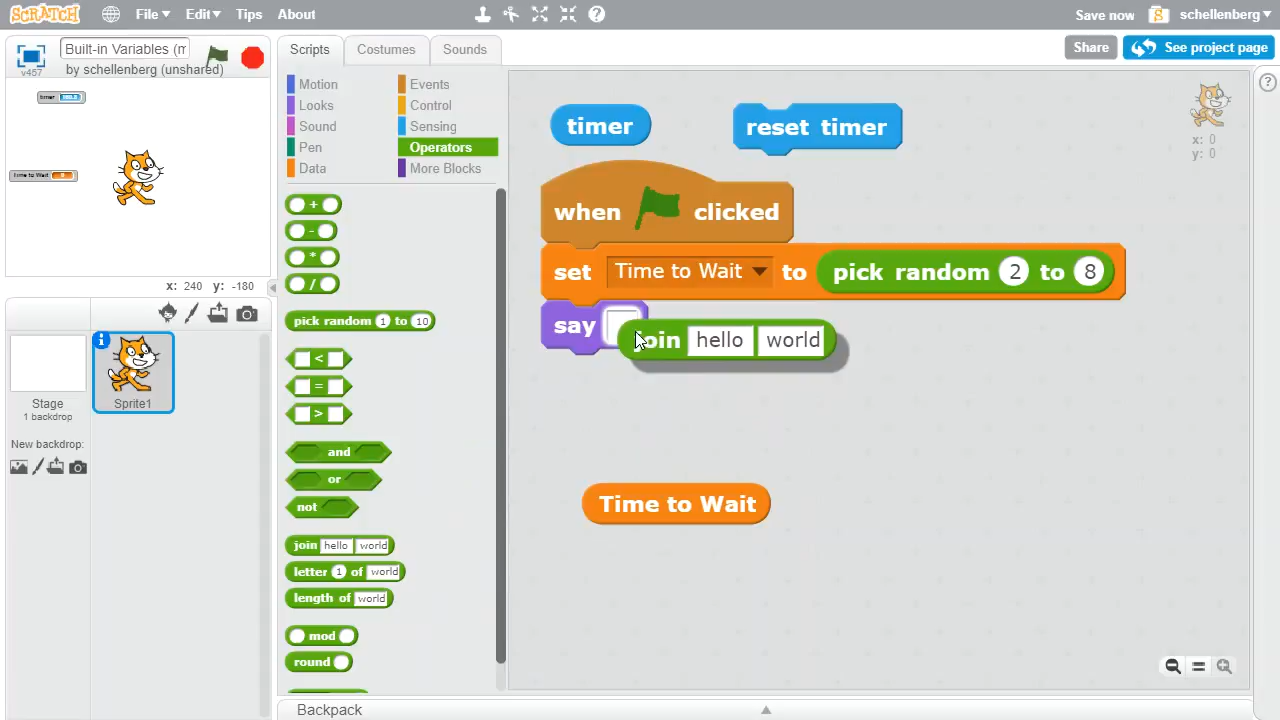 SCRATCH File Edit Tips About Save now schellenberg
Built-in Variables (m
by schellenberg (unshared)
v457
Scripts Costumes Sounds
Share See project page
timer
Time to Wait
x: 240 y: -180
Motion Events
Looks Control
Sound Sensing
Pen Operators
Data More Blocks
+
-
*
/
pick random 1 to 10
<
=
>
and
or
not
join hello world
letter 1 of world
length of world
mod
round
timer reset timer
when clicked
set Time to Wait to pick random 2 to 8
say join hello world
Time to Wait
x: 0
y: 0
Stage
1 backdrop
New backdrop:
Sprite1
Backpack